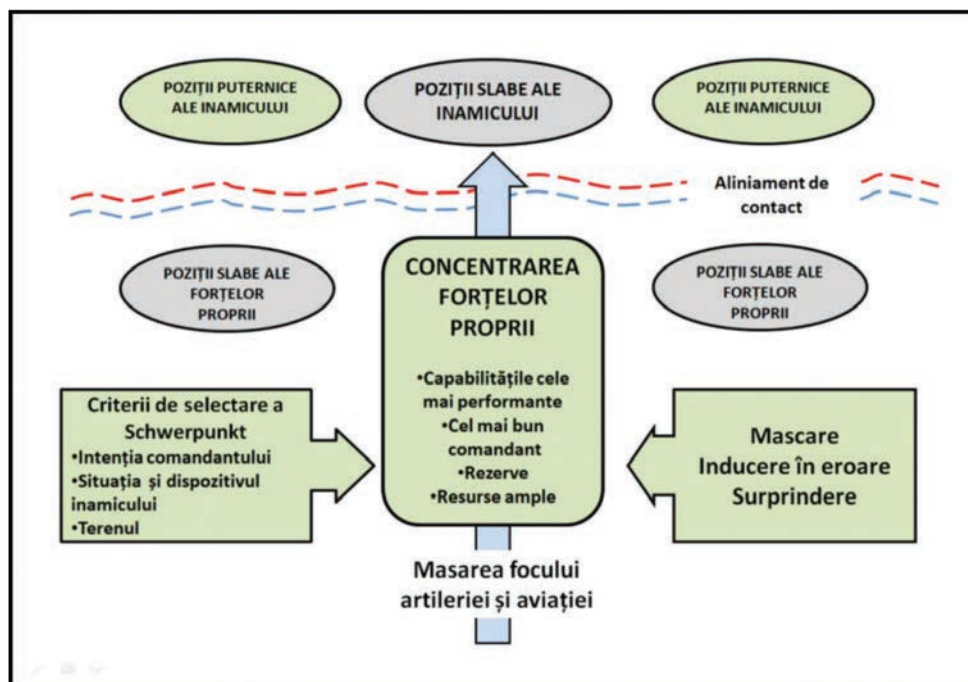 POZIȚII PUTERNICE
ALE INAMICULUI
POZIȚII SLABE ALE
INAMICULUI
POZIȚII PUTERNICE
ALE INAMICULUI
Aliniament de
contact
POZIȚII SLABE ALE
FORȚELOR
PROPRII
CONCENTRAREA
FORȚELOR
PROPRII
•Capabilitățile cele
mai performante
•Cel mai bun
comandant
•Rezerve
•Resurse ample
POZIȚII SLABE ALE
FORȚELOR
PROPRII
Criterii de selectare a
Schwerpunkt
•Intenția comandantului
•Situația și dispozitivul
inamicului
•Terenul
Mascare
Inducere în eroare
Surprindere
Masarea focului
artileriei și aviației